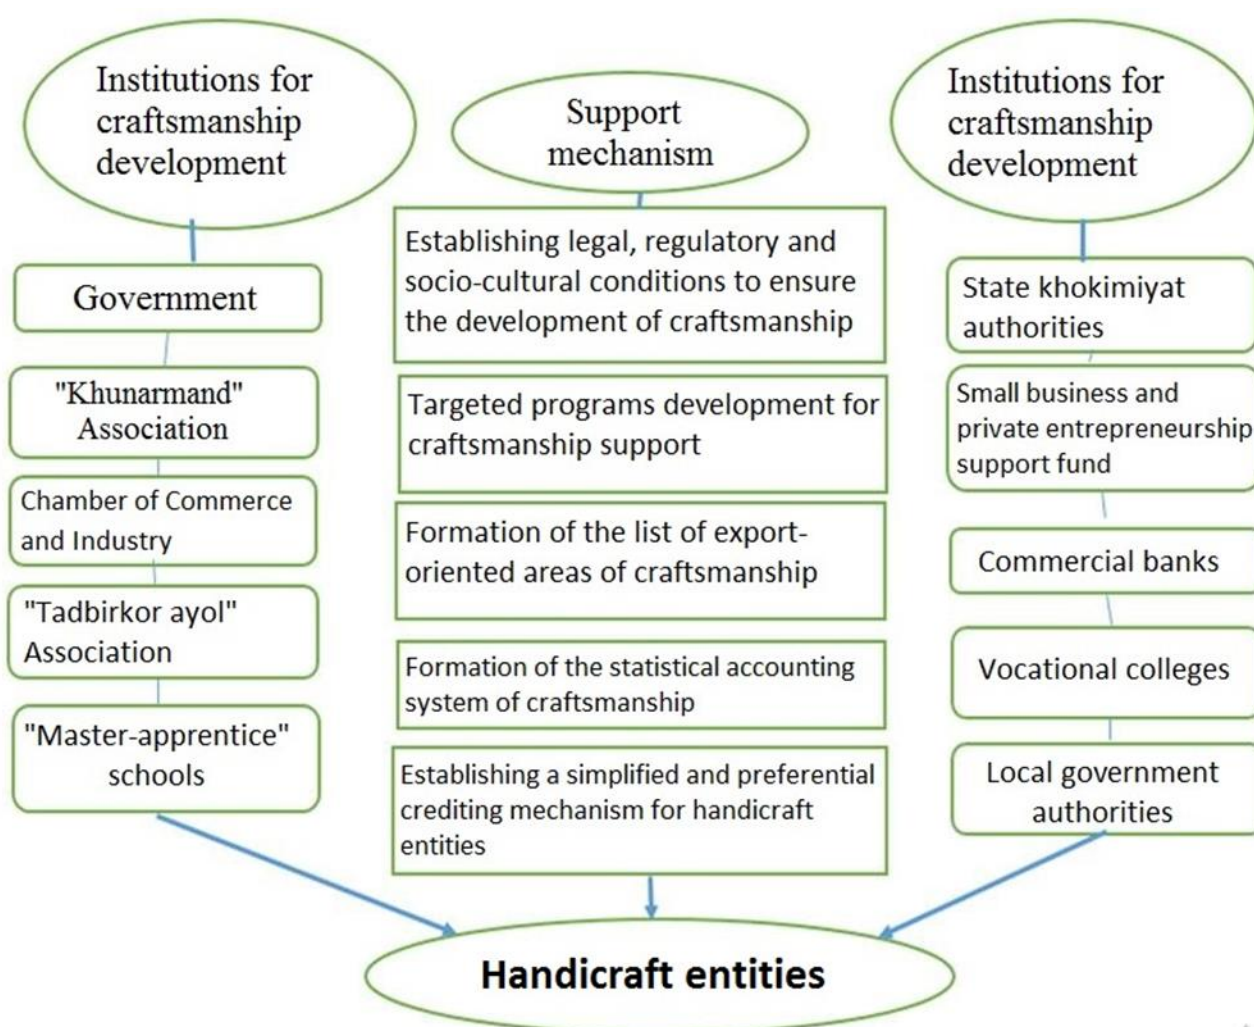 Institutions for
craftsmanship
development
Government
"Khunarmand"
Association
Chamber of Commerce
and Industry
"Tadbirkor ayol"
Association
"Master-apprentice"
schools
Support
mechanism
Establishing legal, regulatory and
socio-cultural conditions to ensure
the development of craftsmanship
Targeted programs development for
craftsmanship support
Formation of the list of export-
oriented areas of craftsmanship
Formation of the statistical accounting
system of craftsmanship
Establishing a simplified and preferential
crediting mechanism for handicraft
entities
Institutions for
craftsmanship
development
State khokimiyat
authorities
Small business and
private entrepreneurship
support fund
Commercial banks
Vocational colleges
Local government
authorities
Handicraft entities